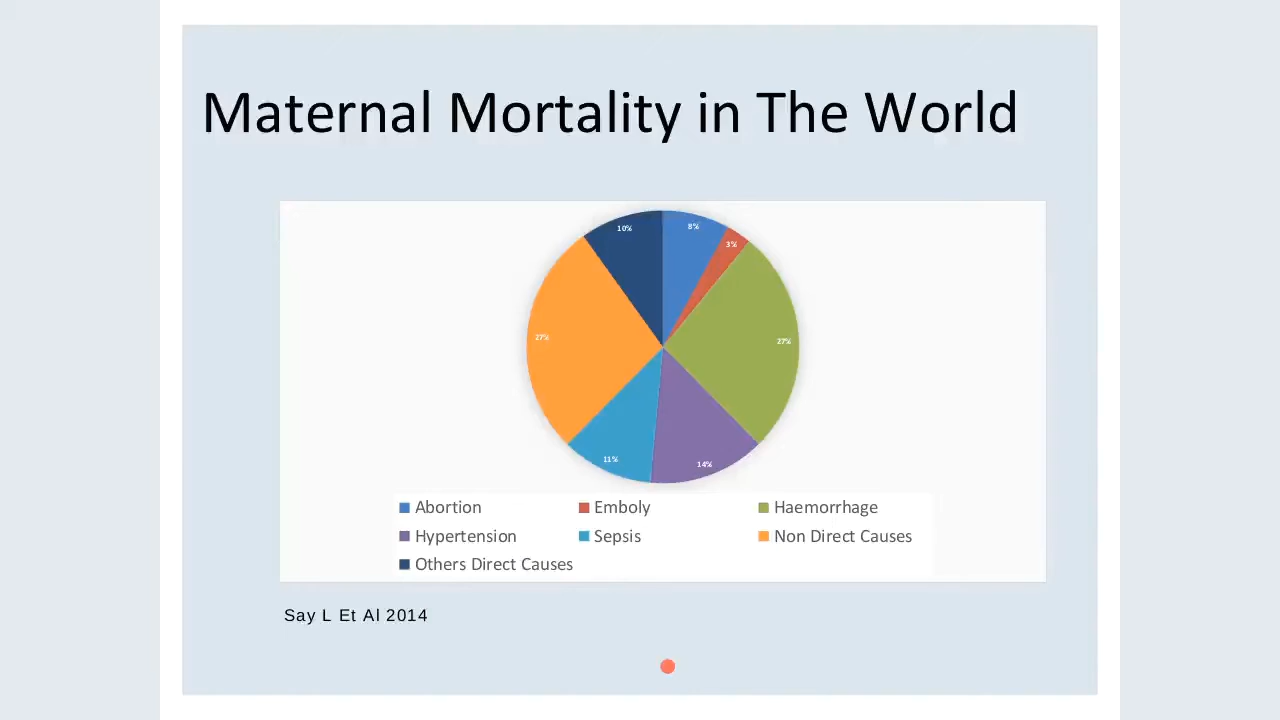 Maternal Mortality in The World
10%
8%
3%
27%
27%
11%
14%
Abortion
Emboly
Haemorrhage
Hypertension
Sepsis
Non Direct Causes
Others Direct Causes
Say L Et Al 2014